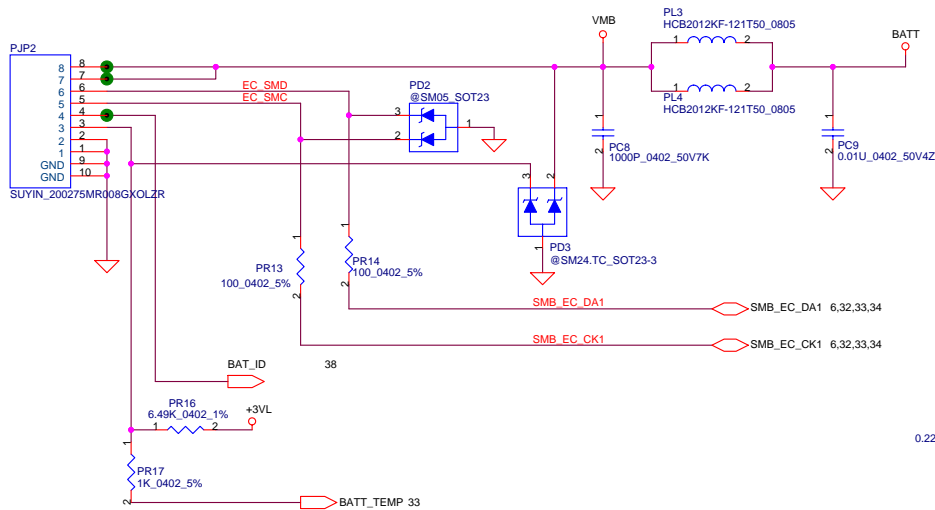 PL3
HCB2012KF-121T50_0805
1 2
VMB
BATT
PL4
HCB2012KF-121T50_0805
1 2
PJP2
8 8
7 7
6 6
5 5
4 4
3 3
2 2
1 1
GND 9
GND 10
SUYIN_200275MR008GXOLZR
EC_SMD
EC_SMC
PD2
@SM05_SOT23
3
2
1
1
2
PC8
1000P_0402_50V7K
1
2
PC9
0.01U_0402_50V4Z
3
2
1
PD3
@SM24.TC_SOT23-3
1
PR13
100_0402_5%
2
1
PR14
100_0402_5%
2
SMB_EC_DA1
SMB_EC_DA1 6,32,33,34
SMB_EC_CK1
SMB_EC_CK1 6,32,33,34
BAT_ID
38
PR16
6.49K_0402_1%
1 2
+3VL
1
PR17
1K_0402_5%
2
BATT_TEMP 33
0.22